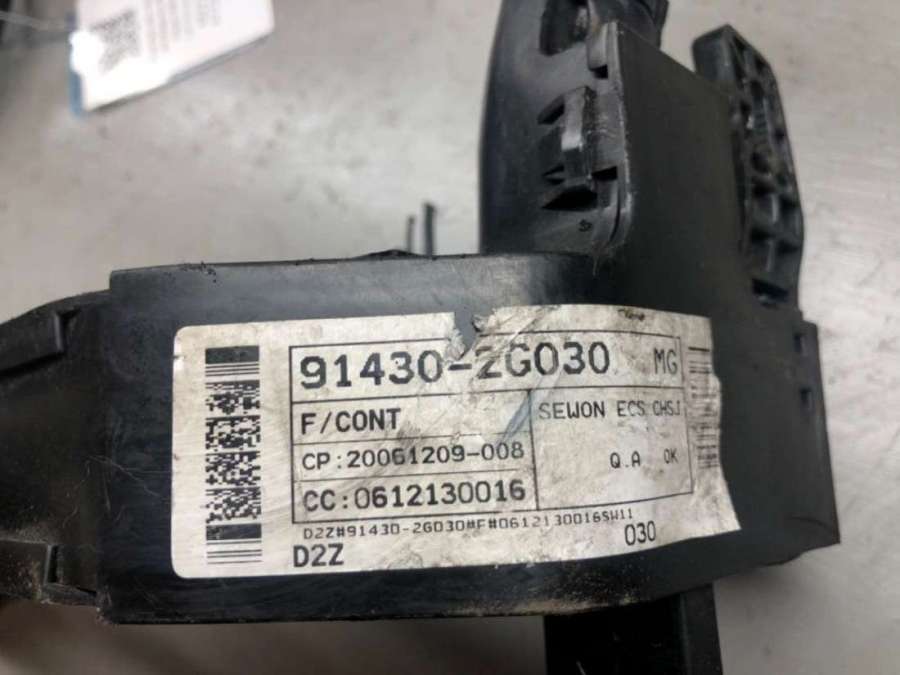 91430-2G030 MG
F/CONT
SEWON ECS CHSJ
CP:20061209-008
Q.A OK
CC:0612130016
D2Z#91430-2G030#F#0612130016SW11
D2Z
030